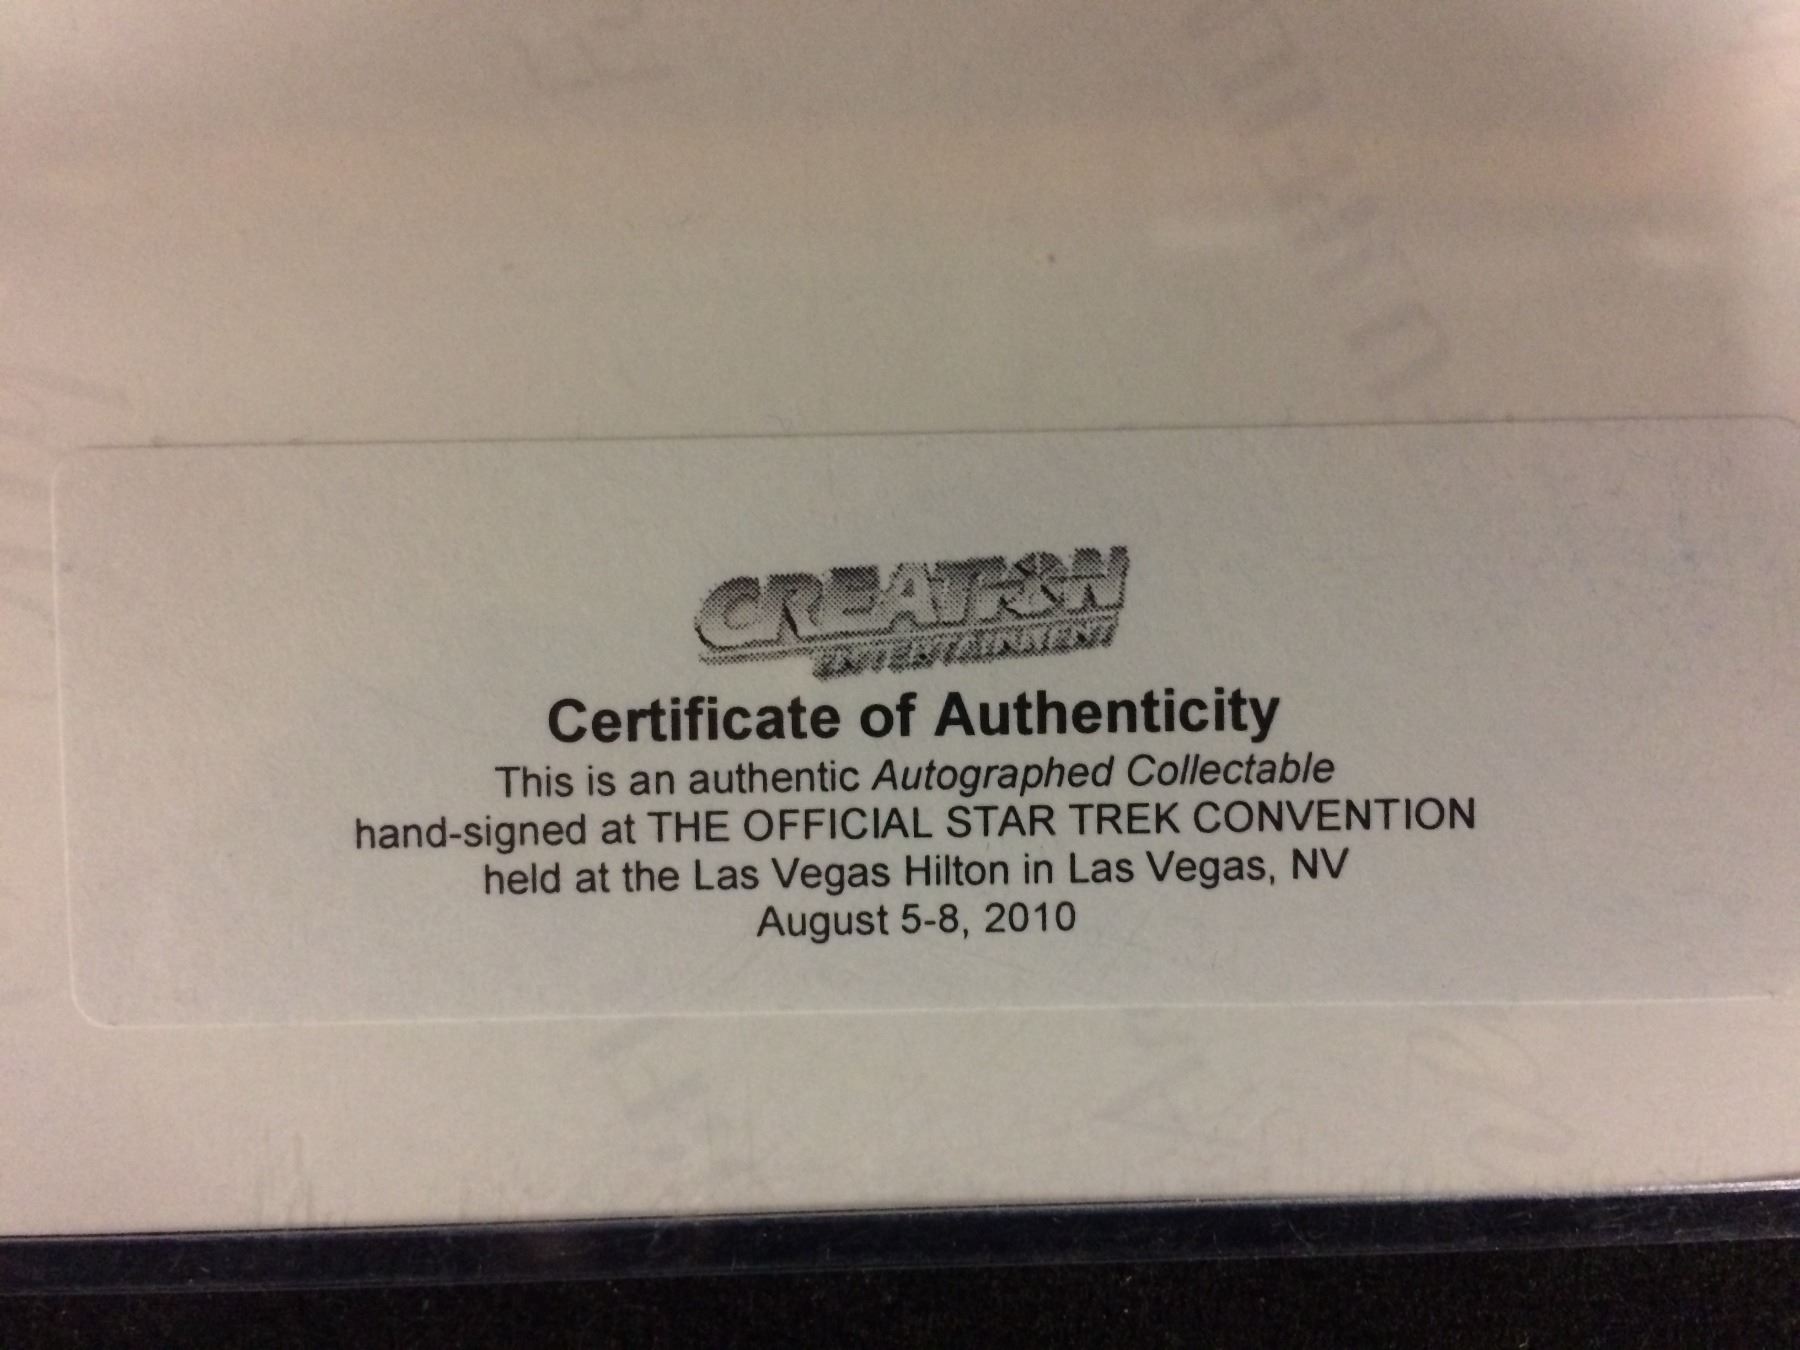 CREATION
ENTERTAINMENT
Certificate of Authenticity
This is an authentic Autographed Collectable
hand-signed at THE OFFICIAL STAR TREK CONVENTION
held at the Las Vegas Hilton in Las Vegas, NV
August 5-8, 2010